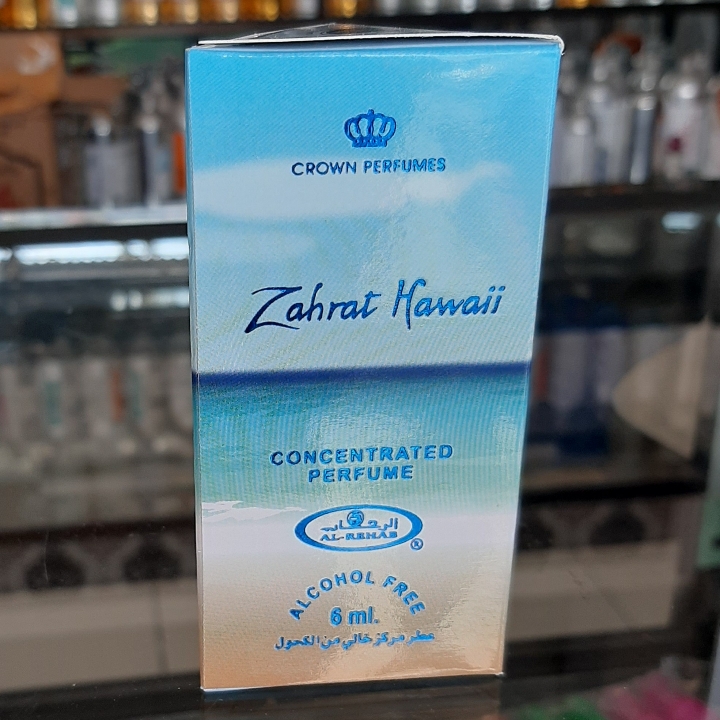 CROWN PERFUMES
Zahrat Hawaii
CONCENTRATED
PERFUME
الرحاب
AL-REHAB
®
ALCOHOL FREE
6 ml.
عطر مركز خالي من الكحول